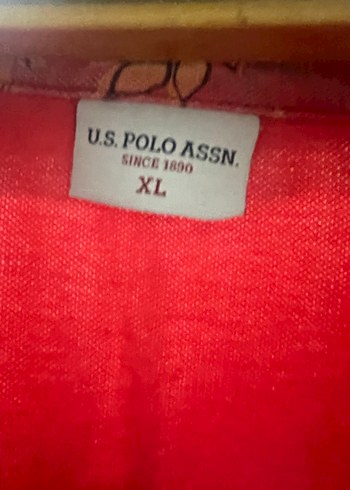 U.S. POLO ASSN.
SINCE 1890
XL